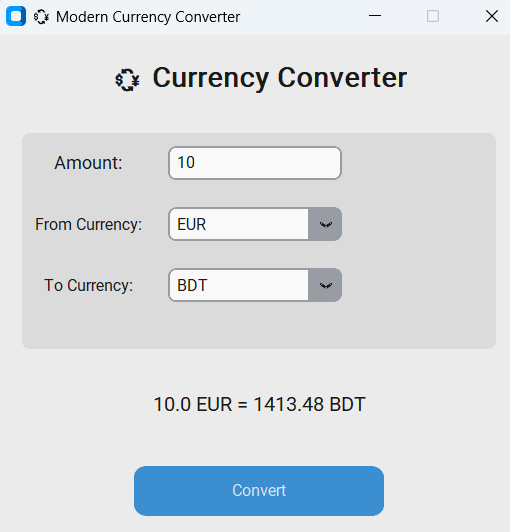 Modern Currency Converter
Currency Converter
Amount: 10
From Currency: EUR
To Currency: BDT
10.0 EUR = 1413.48 BDT
Convert